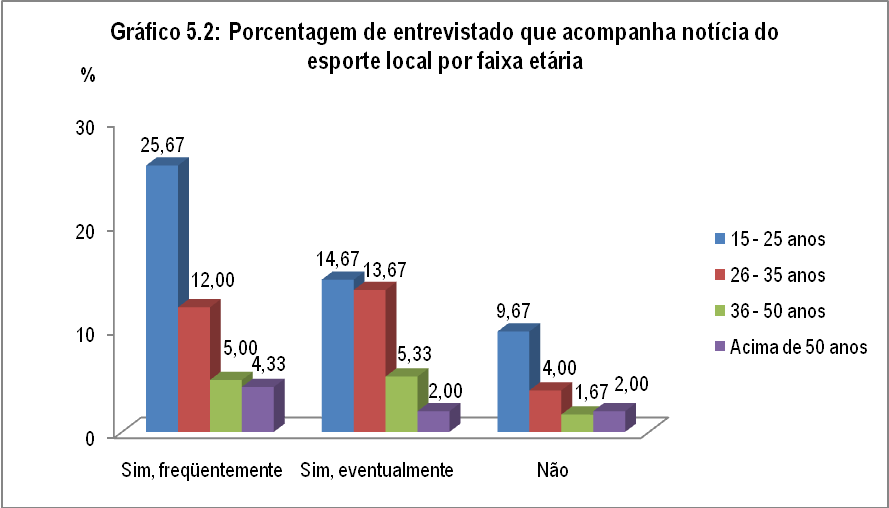 Gráfico 5.2: Porcentagem de entrevistado que acompanha notícia do
esporte local por faixa etária
%
30
20
10
0
25,67
12,00
5,00
4,33
14,67
13,67
5,33
2,00
9,67
4,00
1,67
2,00
Sim, freqüentemente
Sim, eventualmente
Não
15 - 25 anos
26 - 35 anos
36 - 50 anos
Acima de 50 anos